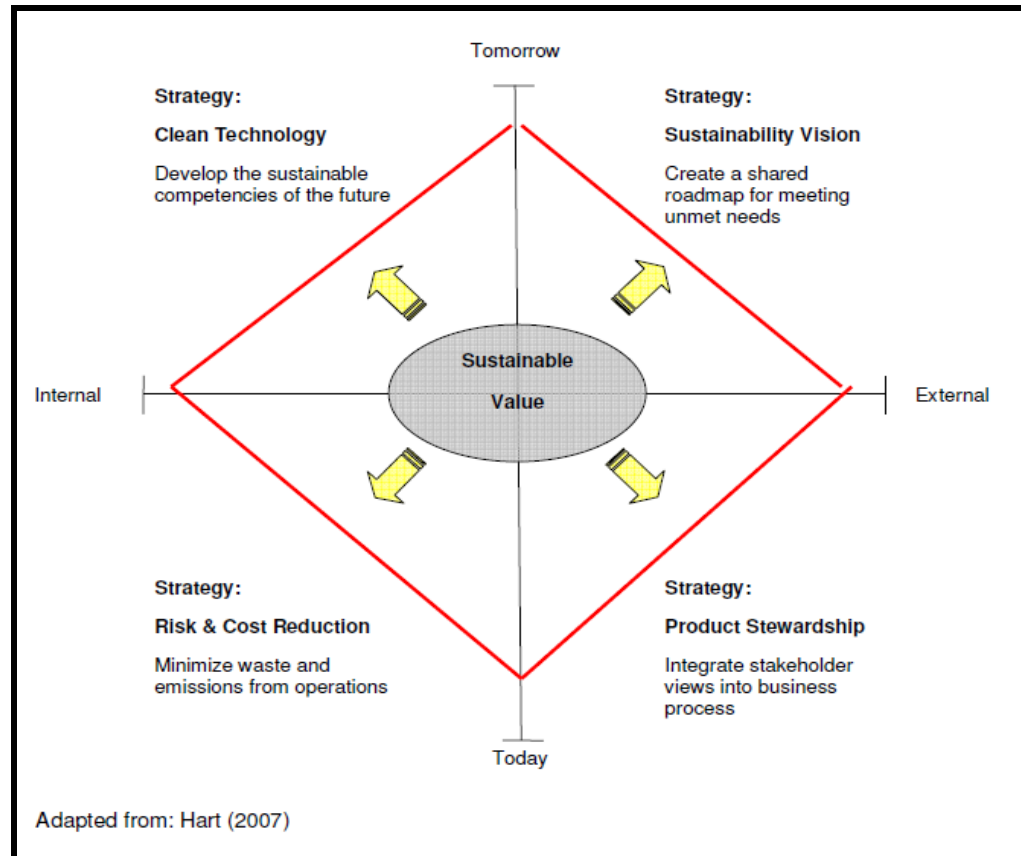 Tomorrow
Strategy:
Clean Technology
Develop the sustainable
competencies of the future
Strategy:
Sustainability Vision
Create a shared
roadmap for meeting
unmet needs
Internal
Sustainable
Value
External
Strategy:
Risk & Cost Reduction
Minimize waste and
emissions from operations
Strategy:
Product Stewardship
Integrate stakeholder
views into business
process
Today
Adapted from: Hart (2007)